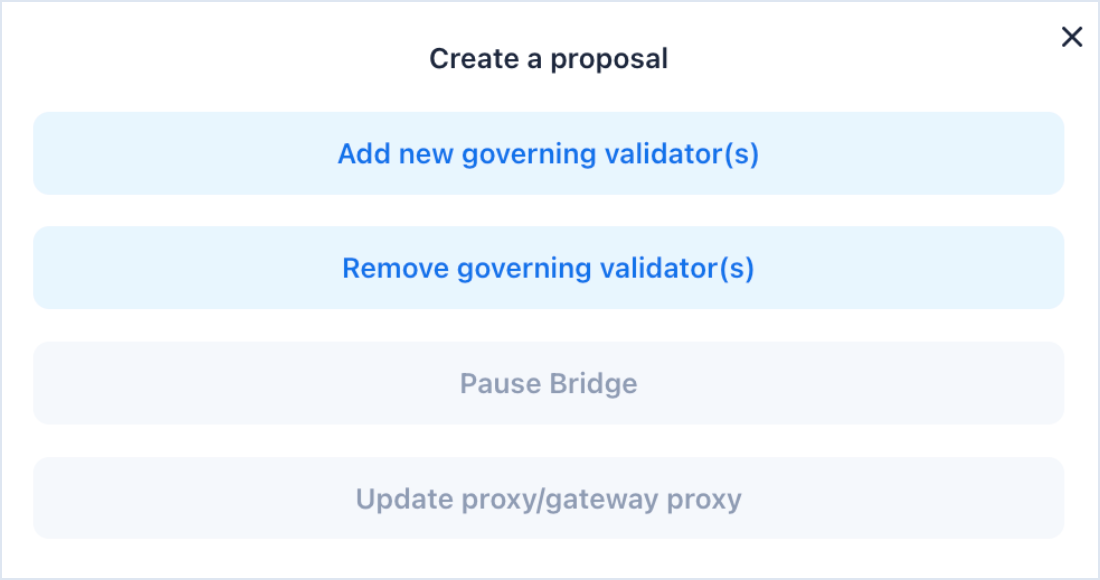 Create a proposal
Add new governing validator(s)
Remove governing validator(s)
Pause Bridge
Update proxy/gateway proxy